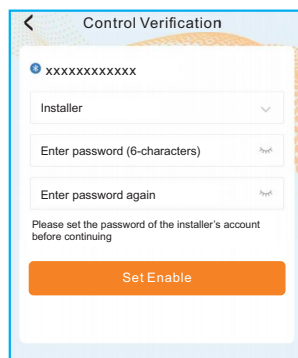 Control Verification
xxxxxxxxxxxx
Installer
Enter password (6-characters)
Enter password again
Please set the password of the installer's account
before continuing
Set Enable